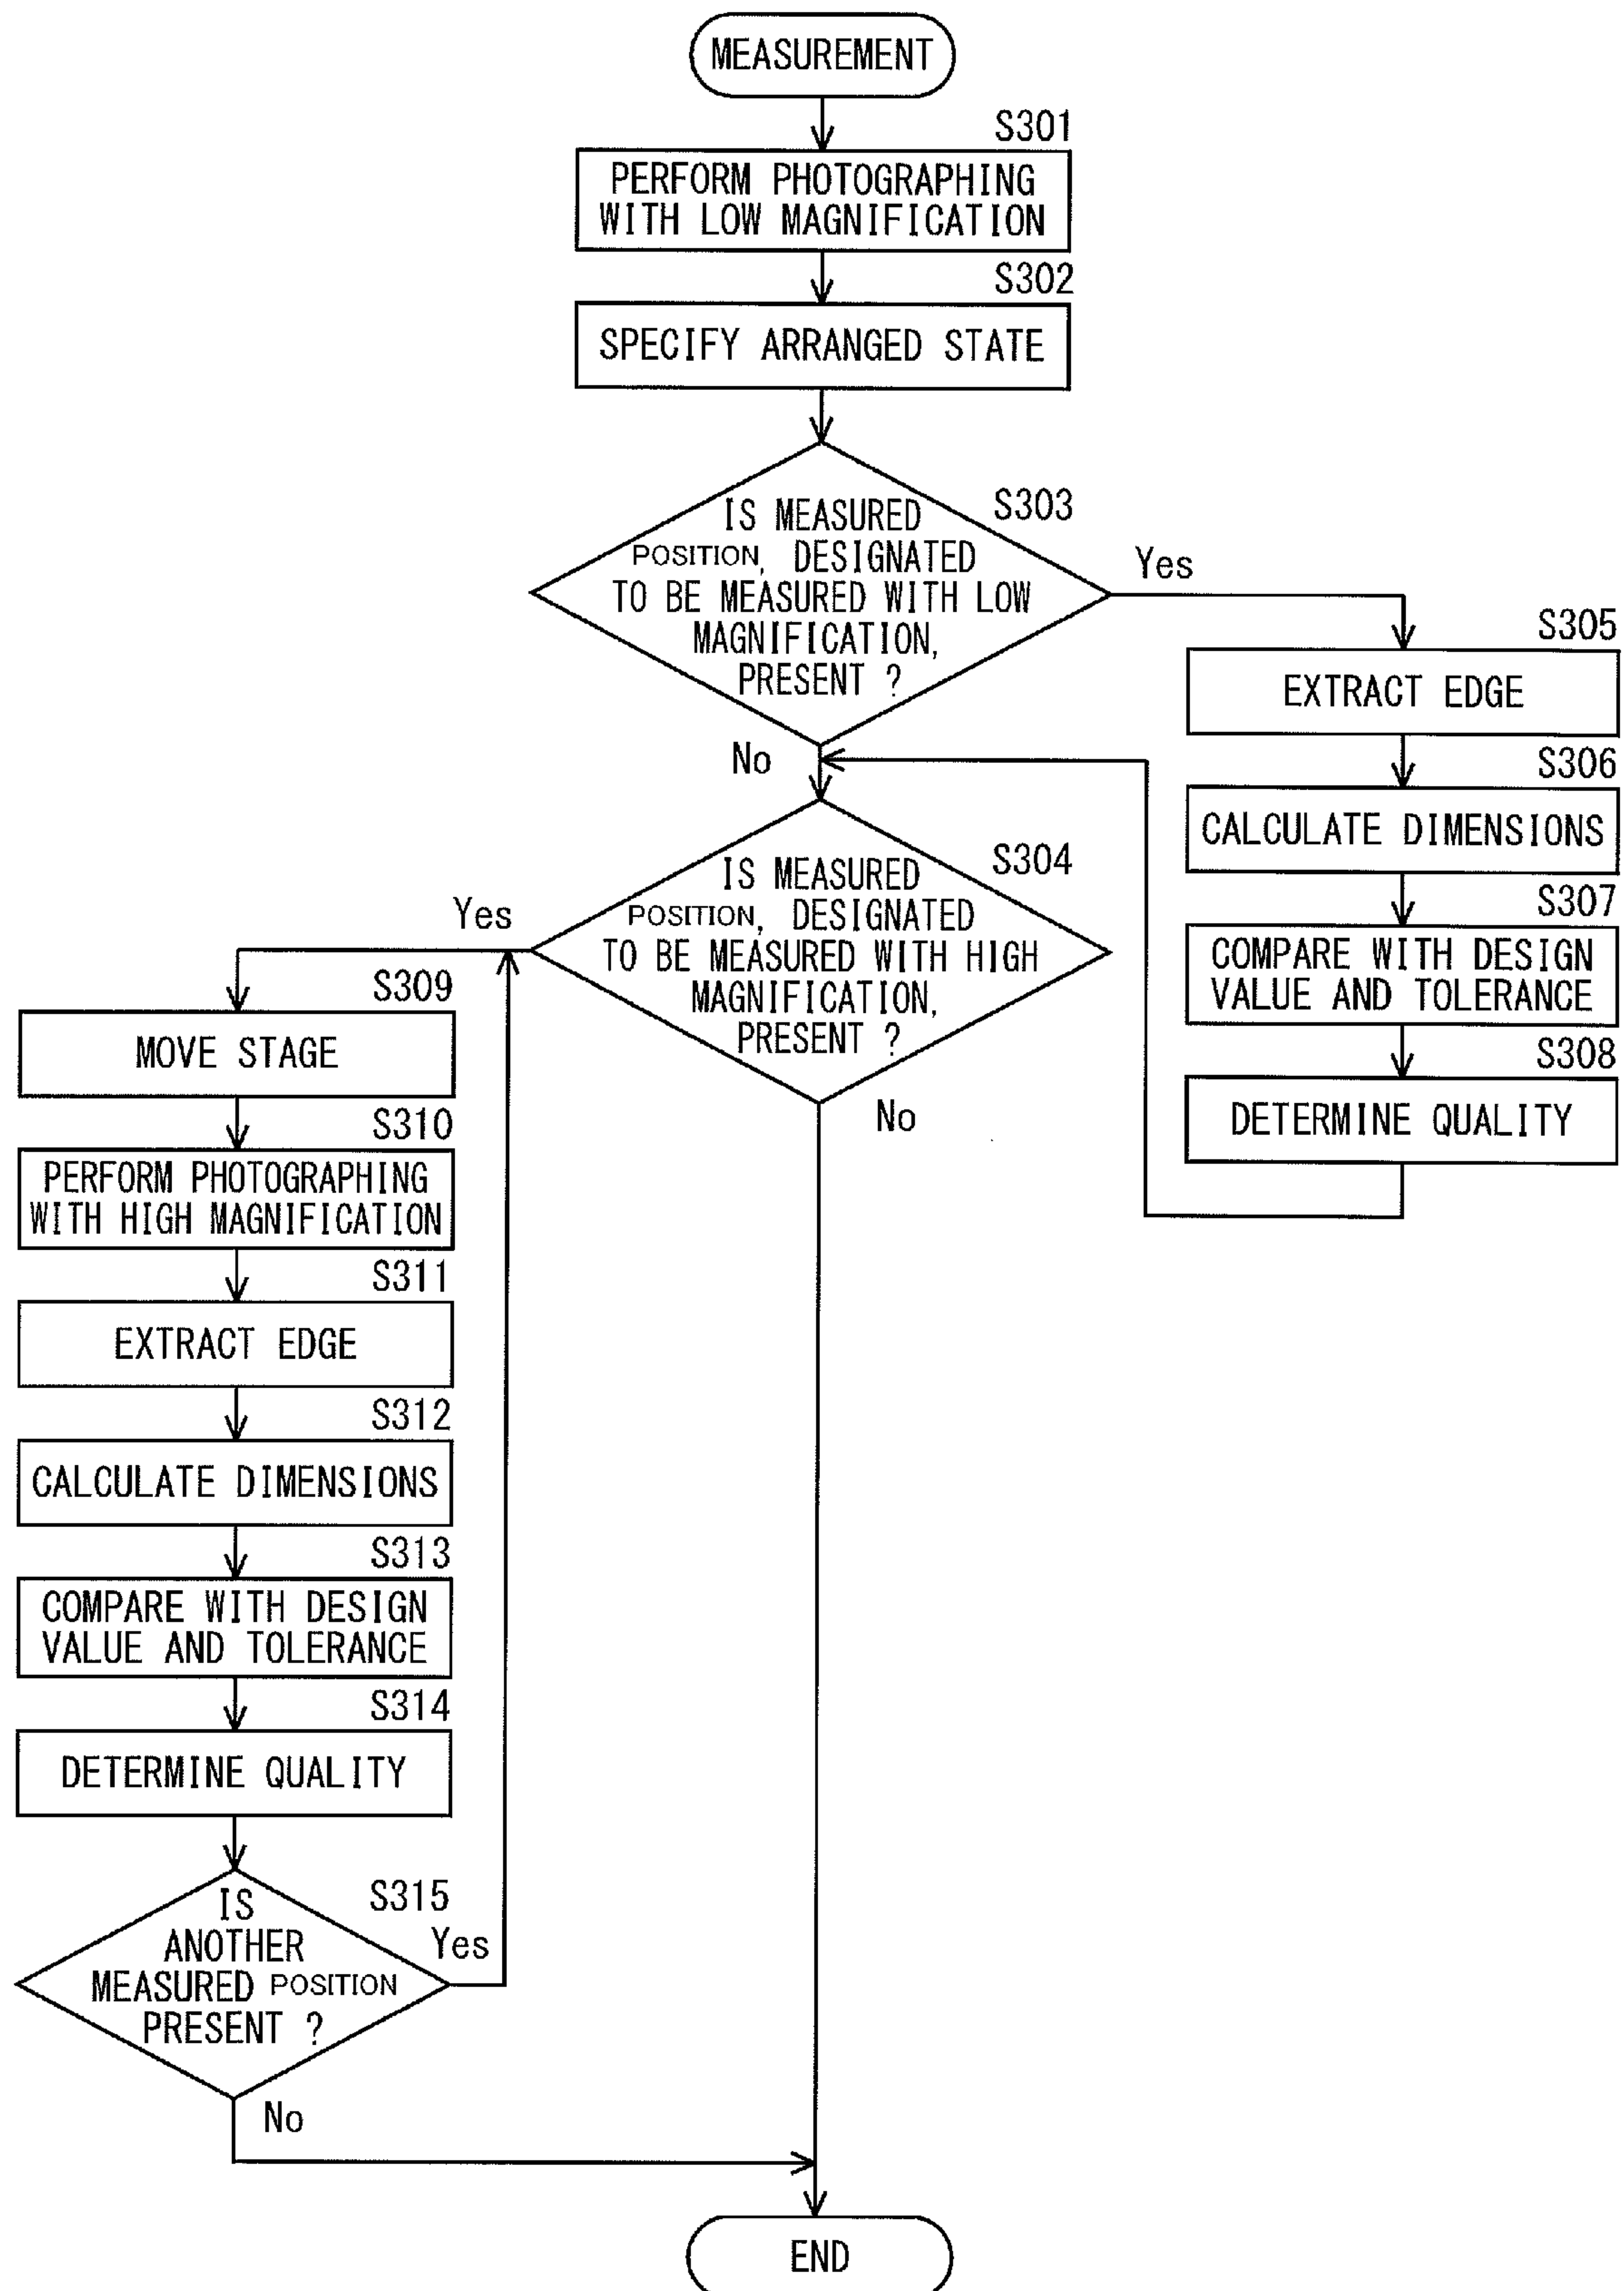 MEASUREMENT
S301
PERFORM PHOTOGRAPHING
WITH LOW MAGNIFICATION
S302
SPECIFY ARRANGED STATE
S303
IS MEASURED
POSITION, DESIGNATED
TO BE MEASURED WITH LOW
MAGNIFICATION,
PRESENT ?
Yes
No
S305
EXTRACT EDGE
S306
CALCULATE DIMENSIONS
S307
COMPARE WITH DESIGN
VALUE AND TOLERANCE
S308
DETERMINE QUALITY
S304
IS MEASURED
POSITION, DESIGNATED
TO BE MEASURED WITH HIGH
MAGNIFICATION,
PRESENT ?
Yes
No
S309
MOVE STAGE
S310
PERFORM PHOTOGRAPHING
WITH HIGH MAGNIFICATION
S311
EXTRACT EDGE
S312
CALCULATE DIMENSIONS
S313
COMPARE WITH DESIGN
VALUE AND TOLERANCE
S314
DETERMINE QUALITY
S315
IS
ANOTHER
MEASURED POSITION
PRESENT ?
Yes
No
END